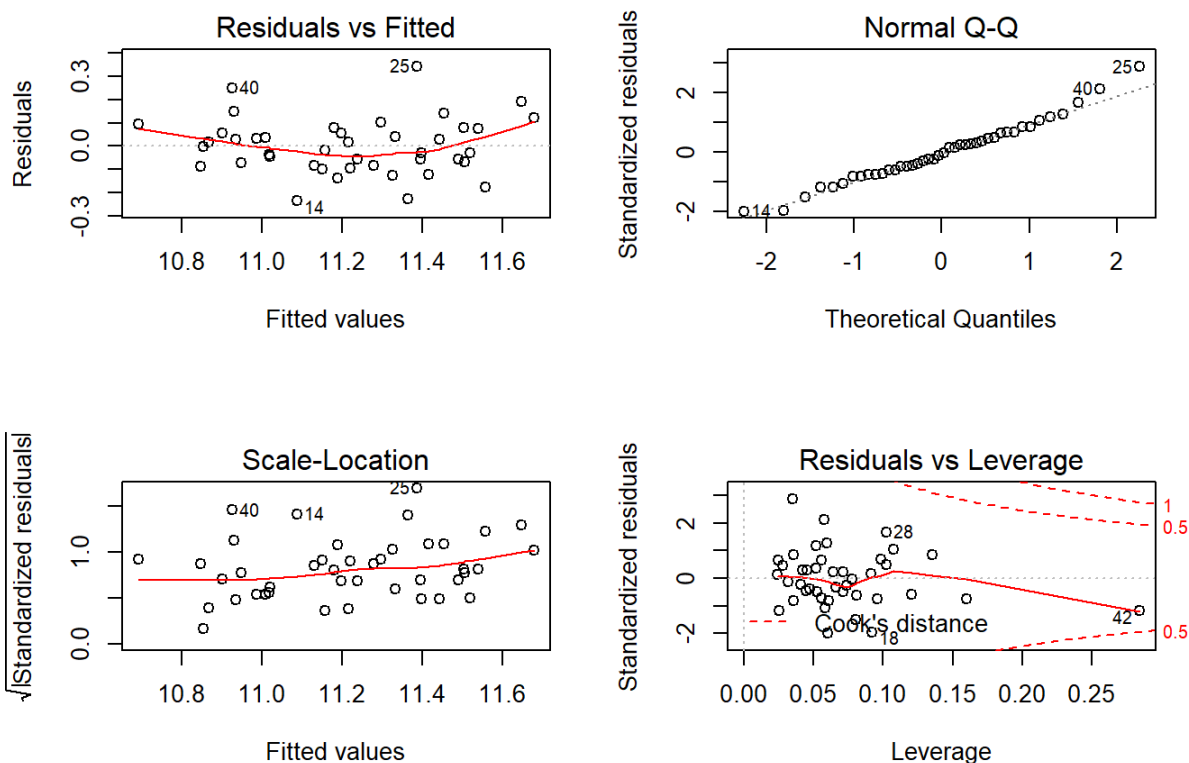 Residuals vs Fitted
Residuals
0.3
0.0
-0.3
25
40
14
10.8 11.0 11.2 11.4 11.6
Fitted values
Normal Q-Q
Standardized residuals
2
0
-2
25
40
14
-2 -1 0 1 2
Theoretical Quantiles
Scale-Location
√|Standardized residuals|
1.0
0.0
25
40
14
10.8 11.0 11.2 11.4 11.6
Fitted values
Residuals vs Leverage
Standardized residuals
2
0
-2
1
0.5
28
42
0.5
Cook's distance
18
0.00 0.05 0.10 0.15 0.20 0.25
Leverage